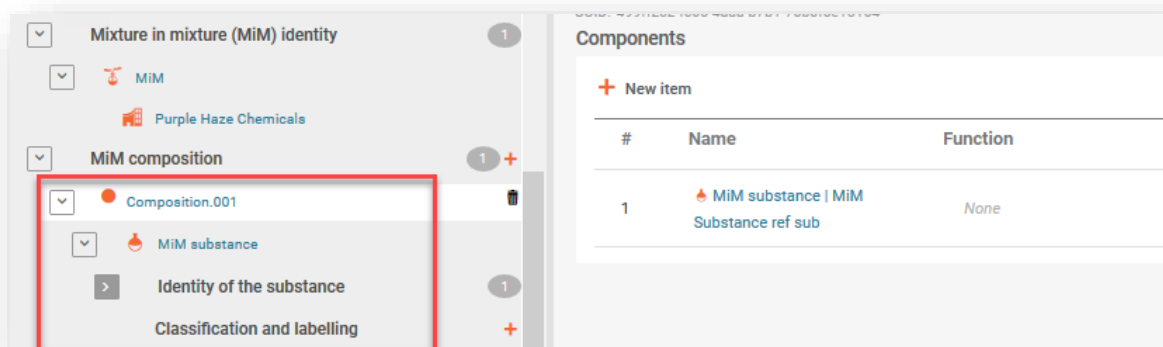 Mixture in mixture (MiM) identity 1
MiM
Purple Haze Chemicals
MiM composition 1 +
Composition.001
MiM substance
Identity of the substance 1
Classification and labelling +
Components
+ New item
# Name Function
1 MiM substance | MiM
Substance ref sub
None